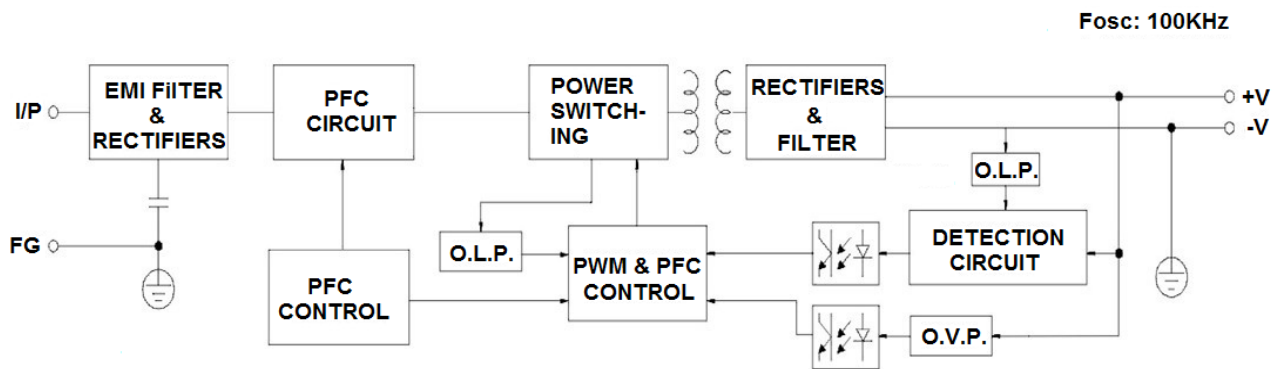 Fosc: 100KHz
I/P
EMI FilTER
&
RECTIFIERS
PFC
CIRCUIT
POWER
SWITCH-
ING
RECTIFIERS
&
FILTER
+V
-V
O.L.P.
FG
O.L.P.
PWM & PFC
CONTROL
DETECTION
CIRCUIT
PFC
CONTROL
O.V.P.